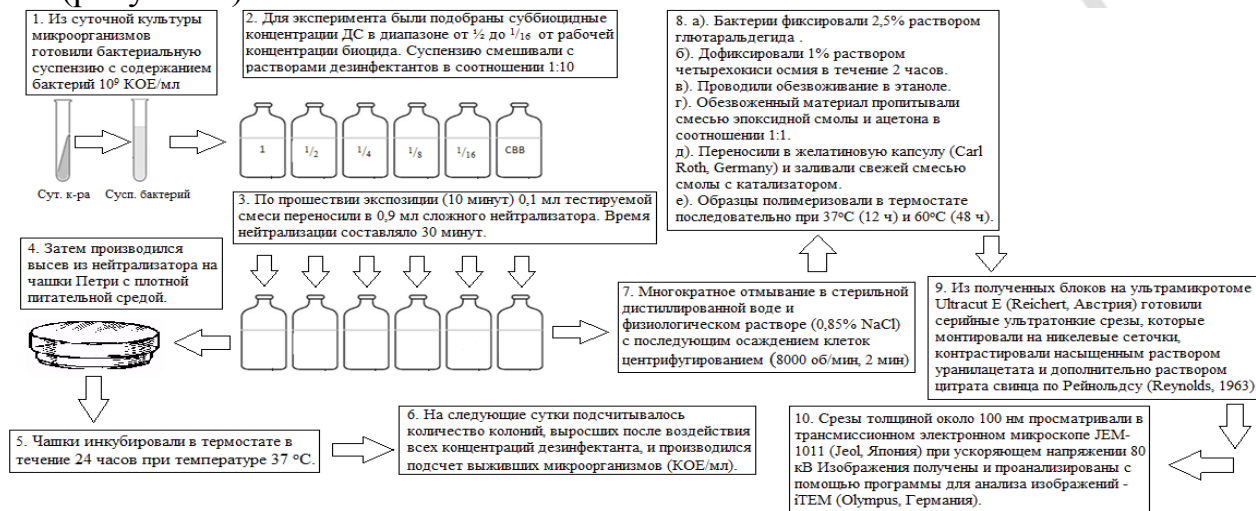 1. Из суточной культуры
микроорганизмов
готовили бактериальную
суспензию с содержанием
бактерий 10⁹ КОЕ/мл
2. Для эксперимента были подобраны суббиоцидные
концентрации ДС в диапазоне от ½ до ¹/₁₆ от рабочей
концентрации биоцида. Суспензию смешивали с
растворами дезинфектантов в соотношении 1:10
1
¹/₂
¹/₄
¹/₈
¹/₁₆
СВВ
Сут. к-ра
Сусп. бактерий
3. По прошествии экспозиции (10 минут) 0,1 мл тестируемой
смеси переносили в 0,9 мл сложного нейтрализатора. Время
нейтрализации составляло 30 минут.
4. Затем производился
высев из нейтрализатора на
чашки Петри с плотной
питательной средой.
5. Чашки инкубировали в термостате в
течение 24 часов при температуре 37 °С.
6. На следующие сутки подсчитывалось
количество колоний, выросших после воздействия
всех концентраций дезинфектанта, и производился
подсчет выживших микроорганизмов (КОЕ/мл).
7. Многократное отмывание в стерильной
дистиллированной воде и
физиологическом растворе (0,85% NaCl)
с последующим осаждением клеток
центрифугированием (8000 об/мин, 2 мин)
8. а). Бактерии фиксировали 2,5% раствором
глютаральдегида .
б). Дофиксировали 1% раствором
четырехокиси осмия в течение 2 часов.
в). Проводили обезвоживание в этаноле.
г). Обезвоженный материал пропитывали
смесью эпоксидной смолы и ацетона в
соотношении 1:1.
д). Переносили в желатиновую капсулу (Carl
Roth, Germany) и заливали свежей смесью
смолы с катализатором.
е). Образцы полимеризовали в термостате
последовательно при 37°С (12 ч) и 60°С (48 ч).
9. Из полученных блоков на ультрамикротоме
Ultracut E (Reichert, Австрия) готовили
серийные ультратонкие срезы, которые
монтировали на никелевые сеточки,
контрастировали насыщенным раствором
уранилацетата и дополнительно раствором
цитрата свинца по Рейнольдсу (Reynolds, 1963)
10. Срезы толщиной около 100 нм просматривали в
трансмиссионном электронном микроскопе JEM-
1011 (Jeol, Япония) при ускоряющем напряжении 80
кВ Изображения получены и проанализированы с
помощью программы для анализа изображений -
iTEM (Olympus, Германия).